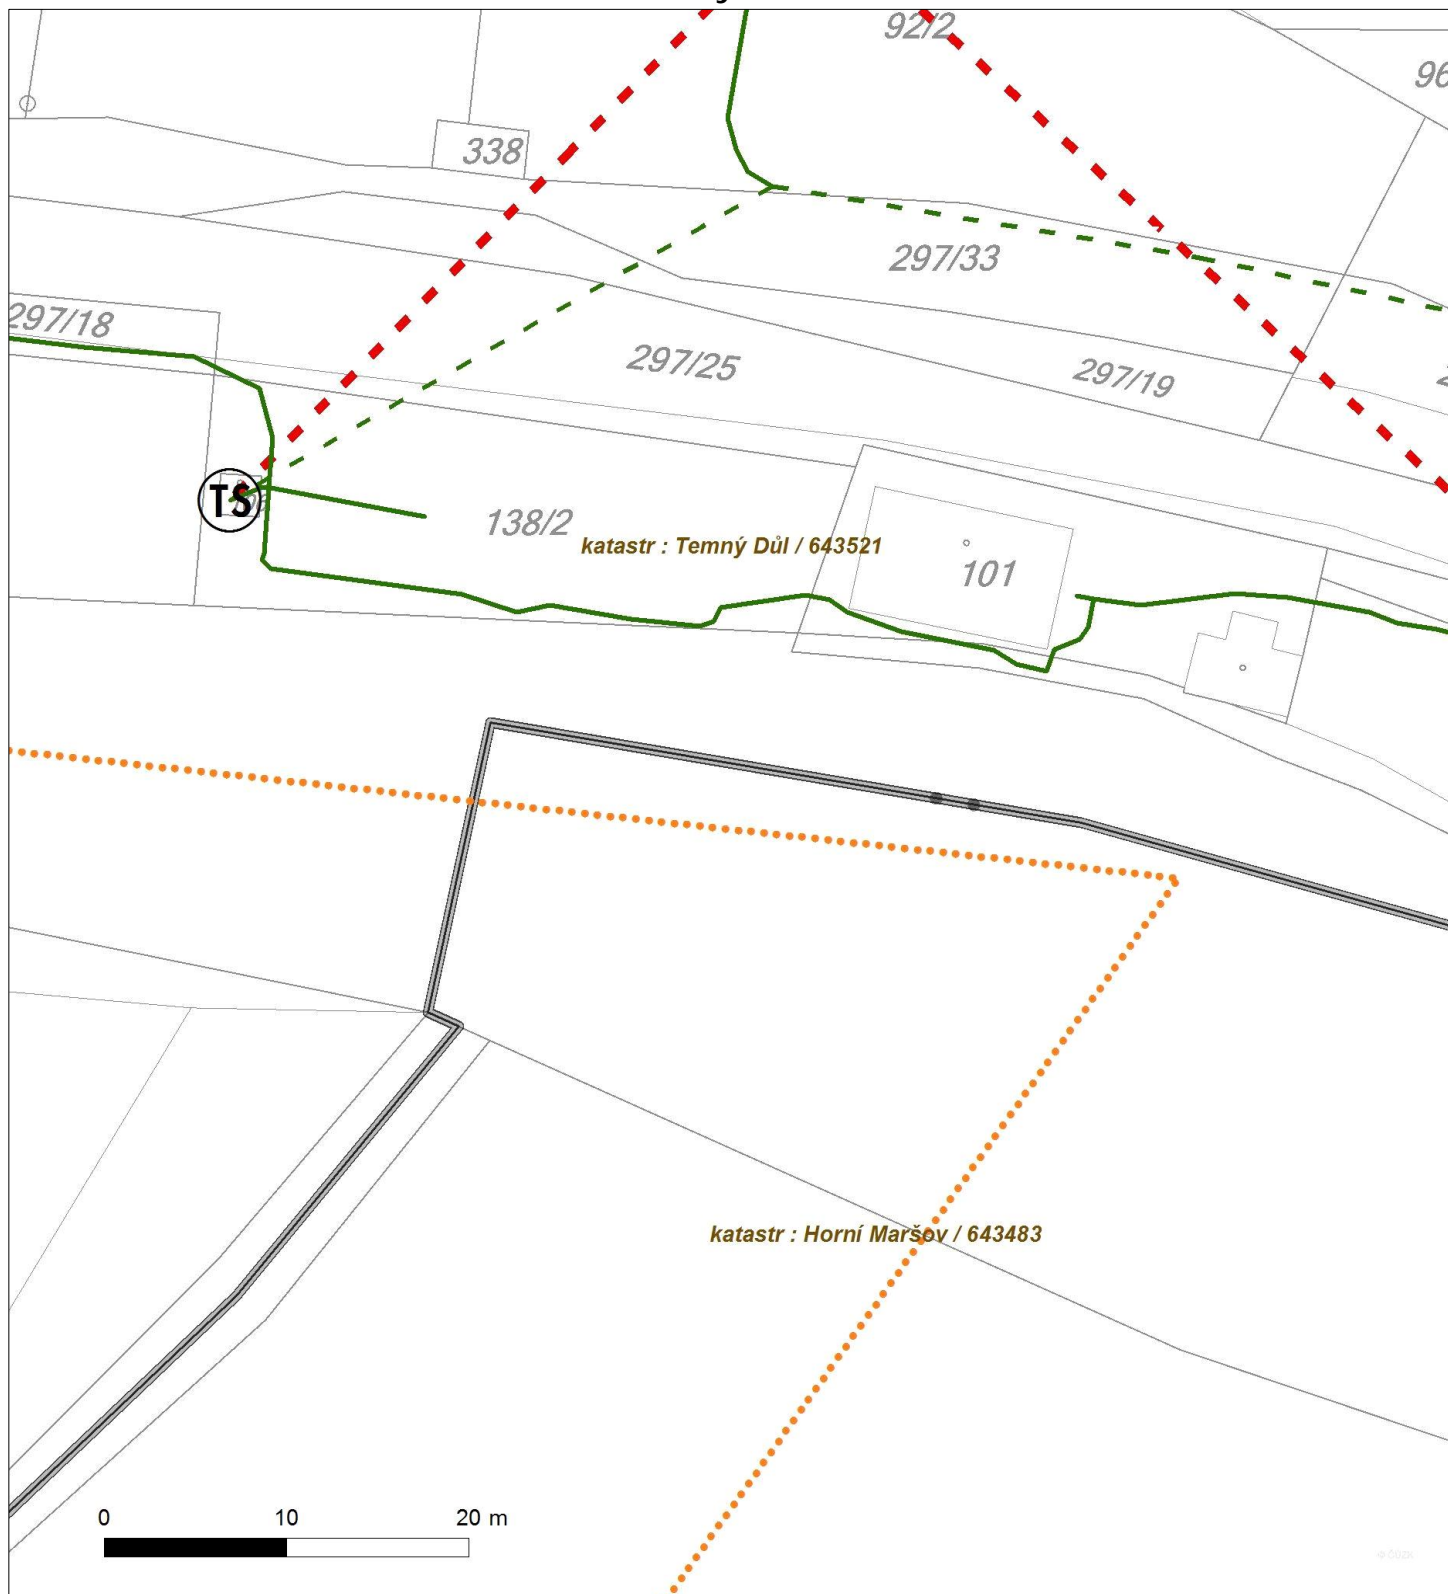 92/2
96
338
297/33
297/18
297/25
297/19
TS
138/2
katastr : Temný Důl / 643521
101
katastr : Horní Maršov / 643483
0 10 20 m
© ČÚZK